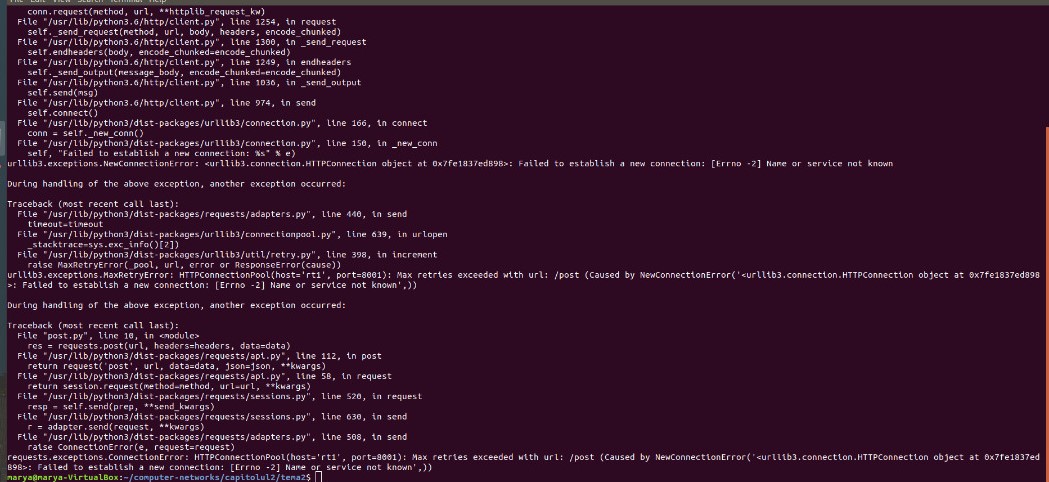 File Edit View Search Terminal Help
    conn.request(method, url, **httplib_request_kw)
  File "/usr/lib/python3.6/http/client.py", line 1254, in request
    self._send_request(method, url, body, headers, encode_chunked)
  File "/usr/lib/python3.6/http/client.py", line 1300, in _send_request
    self.endheaders(body, encode_chunked=encode_chunked)
  File "/usr/lib/python3.6/http/client.py", line 1249, in endheaders
    self._send_output(message_body, encode_chunked=encode_chunked)
  File "/usr/lib/python3.6/http/client.py", line 1036, in _send_output
    self.send(msg)
  File "/usr/lib/python3.6/http/client.py", line 974, in send
    self.connect()
  File "/usr/lib/python3/dist-packages/urllib3/connection.py", line 166, in connect
    conn = self._new_conn()
  File "/usr/lib/python3/dist-packages/urllib3/connection.py", line 150, in _new_conn
    self, "Failed to establish a new connection: %s" % e)
urllib3.exceptions.NewConnectionError: <urllib3.connection.HTTPConnection object at 0x7fe1837ed898>: Failed to establish a new connection: [Errno -2] Name or service not known

During handling of the above exception, another exception occurred:

Traceback (most recent call last):
  File "/usr/lib/python3/dist-packages/requests/adapters.py", line 440, in send
    timeout=timeout
  File "/usr/lib/python3/dist-packages/urllib3/connectionpool.py", line 639, in urlopen
    _stacktrace=sys.exc_info()[2])
  File "/usr/lib/python3/dist-packages/urllib3/util/retry.py", line 398, in increment
    raise MaxRetryError(_pool, url, error or ResponseError(cause))
urllib3.exceptions.MaxRetryError: HTTPConnectionPool(host='rt1', port=8001): Max retries exceeded with url: /post (Caused by NewConnectionError('<urllib3.connection.HTTPConnection object at 0x7fe1837ed898
>: Failed to establish a new connection: [Errno -2] Name or service not known',))

During handling of the above exception, another exception occurred:

Traceback (most recent call last):
  File "post.py", line 10, in <module>
    res = requests.post(url, headers=headers, data=data)
  File "/usr/lib/python3/dist-packages/requests/api.py", line 112, in post
    return request('post', url, data=data, json=json, **kwargs)
  File "/usr/lib/python3/dist-packages/requests/api.py", line 58, in request
    return session.request(method=method, url=url, **kwargs)
  File "/usr/lib/python3/dist-packages/requests/sessions.py", line 520, in request
    resp = self.send(prep, **send_kwargs)
  File "/usr/lib/python3/dist-packages/requests/sessions.py", line 630, in send
    r = adapter.send(request, **kwargs)
  File "/usr/lib/python3/dist-packages/requests/adapters.py", line 508, in send
    raise ConnectionError(e, request=request)
requests.exceptions.ConnectionError: HTTPConnectionPool(host='rt1', port=8001): Max retries exceeded with url: /post (Caused by NewConnectionError('<urllib3.connection.HTTPConnection object at 0x7fe1837ed
898>: Failed to establish a new connection: [Errno -2] Name or service not known',))
marya@marya-VirtualBox:~/computer-networks/capitolul2/tema2$